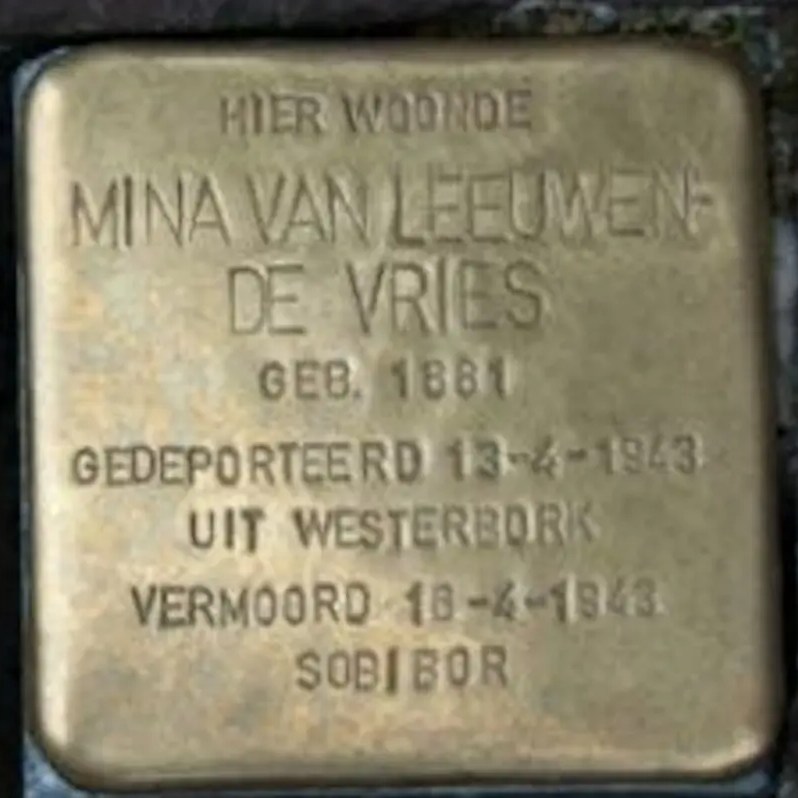 HIER WOONDE
MINA VAN LEEUWEN-
DE VRIES
GEB. 1881
GEDEPORTEERD 13-4-1943
UIT WESTERBORK
VERMOORD 16-4-1943
SOBIBOR